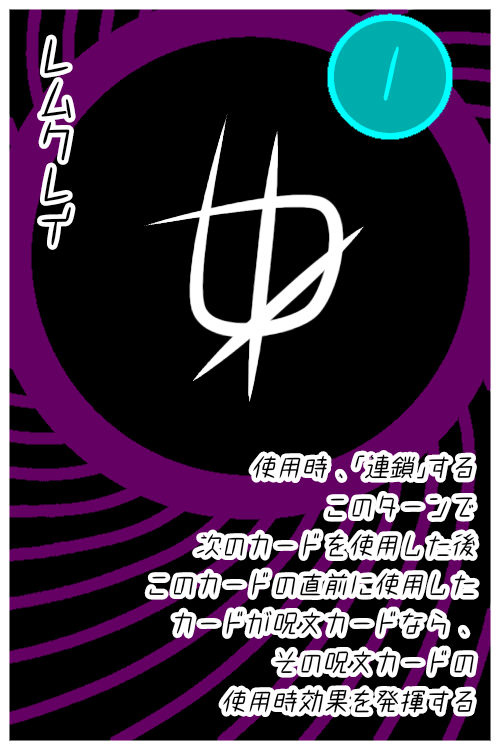 レムクレイ
1
使用時、「連鎖」する
このターンで
次のカードを使用した後
このカードの直前に使用した
カードが呪文カードなら、
その呪文カードの
使用時効果を発揮する